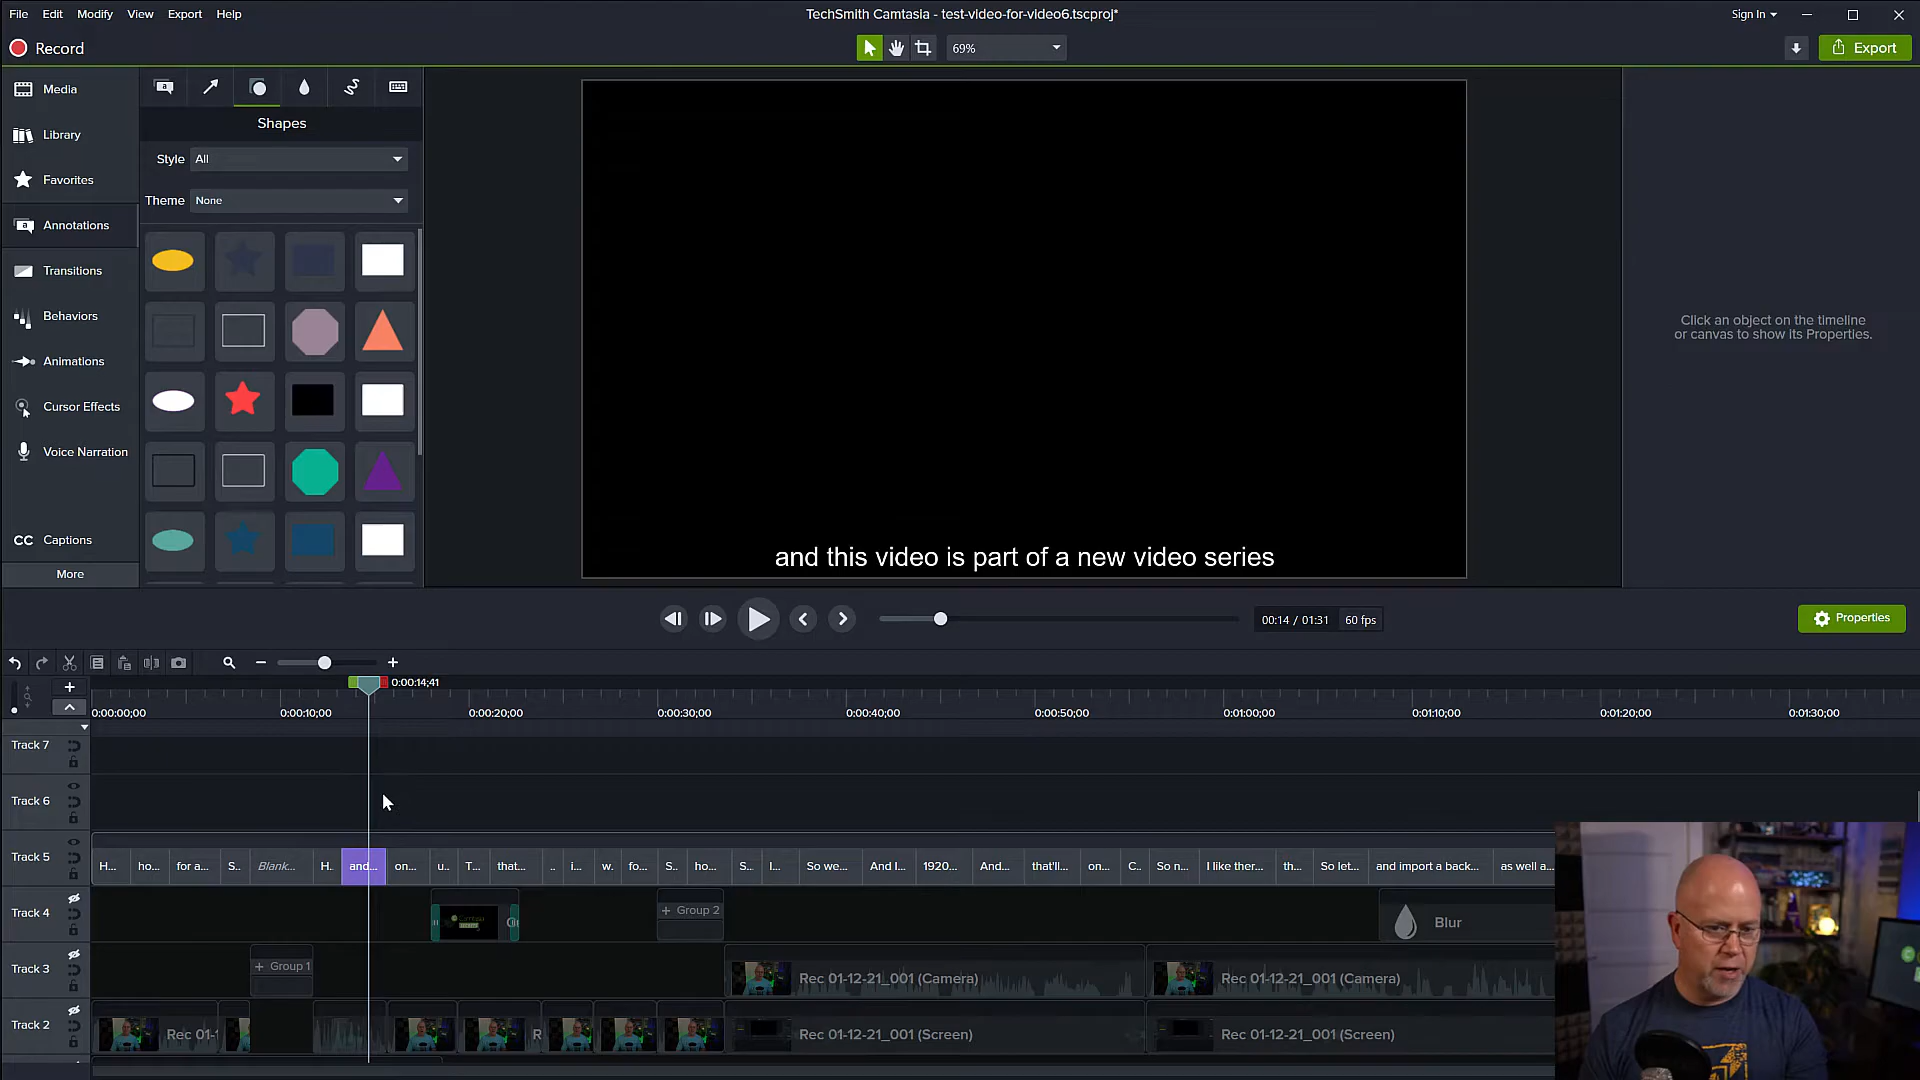 File Edit Modify View Export Help
TechSmith Camtasia - test-video-for-video6.tscproj*
Sign In
Record
69%
Export
Media
Library
Favorites
Annotations
Transitions
Behaviors
Animations
Cursor Effects
Voice Narration
CC Captions
More
a
Shapes
Style All
Theme None
and this video is part of a new video series
Click an object on the timeline
or canvas to show its Properties.
00:14 / 01:31 60 fps
Properties
0:00:14;41
0:00:00;00 0:00:10;00 0:00:20;00 0:00:30;00 0:00:40;00 0:00:50;00 0:01:00;00 0:01:10;00 0:01:20;00 0:01:30;00
Track 7
Track 6
Track 5
H... ho... for a... S.. Blank... H. and... on... u.. T... that... .. i... w. fo... S.. ho... S... I... So we... And I... 1920... And... that'll... on... C.. So n... I like ther... th... So let... and import a back... as well a...
Track 4
+ Group 2
Blur
Track 3
+ Group 1
Rec 01-12-21_001 (Camera)
Rec 01-12-21_001 (Camera)
Track 2
Rec 01-1
R
Rec 01-12-21_001 (Screen)
Rec 01-12-21_001 (Screen)